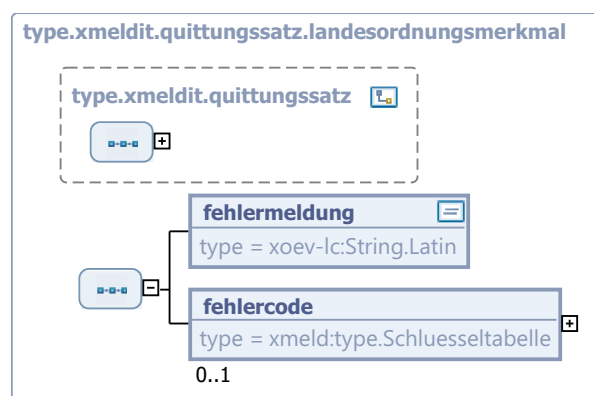 type.xmeldit.quittungssatz.landesordnungsmerkmal
type.xmeldit.quittungssatz
fehlermeldung
type = xoev-lc:String.Latin
fehlercode
type = xmeld:type.Schluesseltabelle
0..1